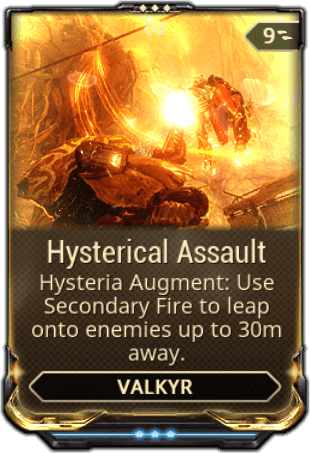 9
Hysterical Assault
Hysteria Augment: Use
Secondary Fire to leap
onto enemies up to 30m
away.
VALKYR